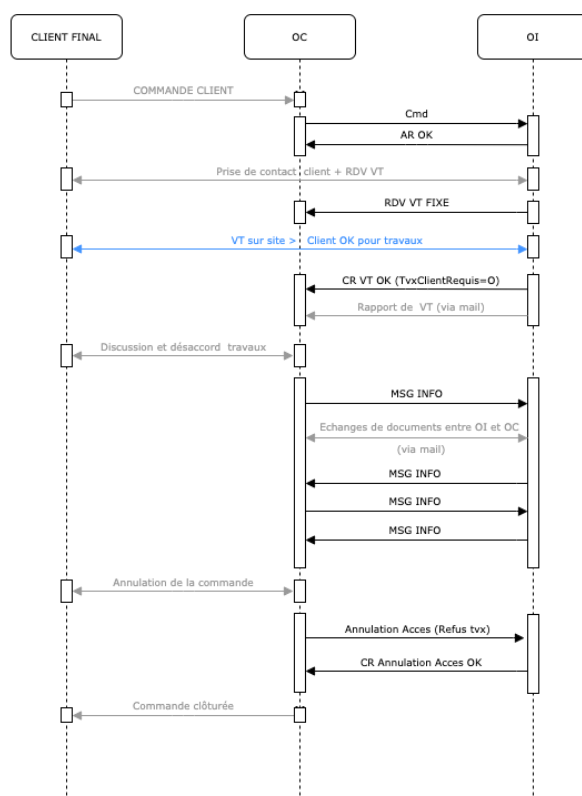 CLIENT FINAL
OC
OI
COMMANDE CLIENT
Cmd
AR OK
Prise de contact client + RDV VT
RDV VT FIXE
VT sur site > Client OK pour travaux
CR VT OK (TvxClientRequis=O)
Rapport de VT (via mail)
Discussion et désaccord travaux
MSG INFO
Echanges de documents entre OI et OC
(via mail)
MSG INFO
MSG INFO
MSG INFO
Annulation de la commande
Annulation Acces (Refus tvx)
CR Annulation Acces OK
Commande clôturée